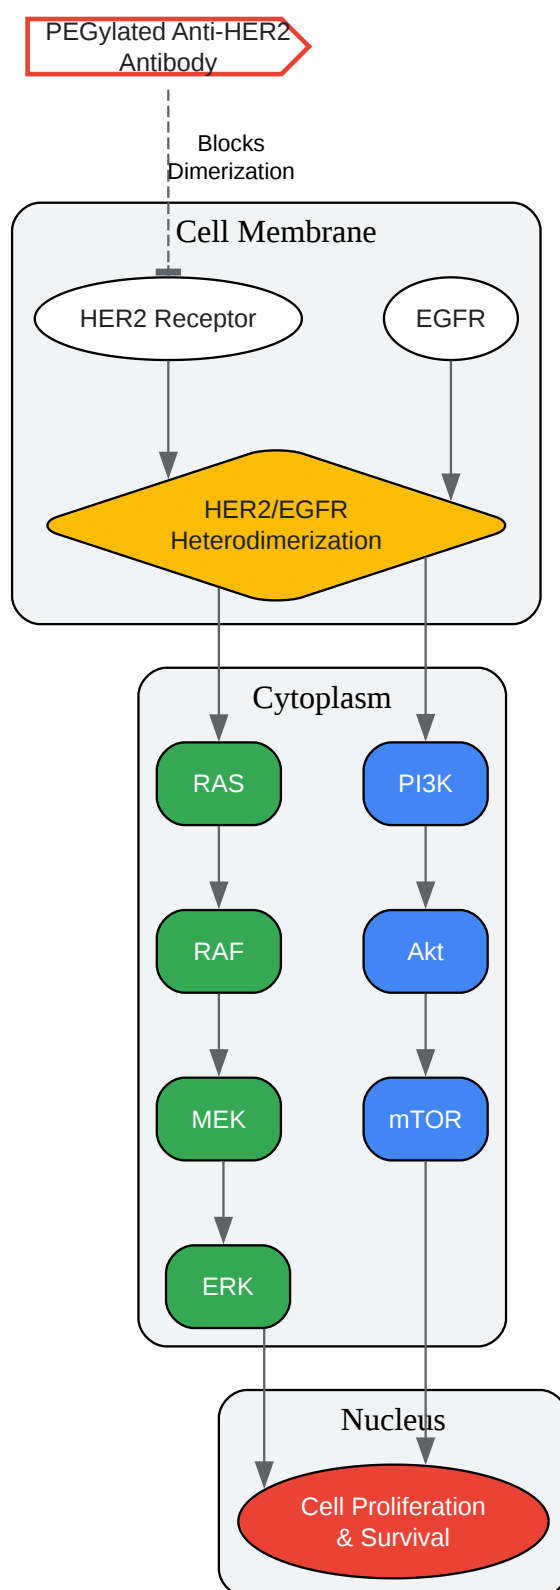 PEGylated Anti-HER2
Antibody
Blocks
Dimerization
Cell Membrane
HER2 Receptor
EGFR
HER2/EGFR
Heterodimerization
Cytoplasm
RAS
PI3K
RAF
Akt
MEK
mTOR
ERK
Nucleus
Cell Proliferation
& Survival